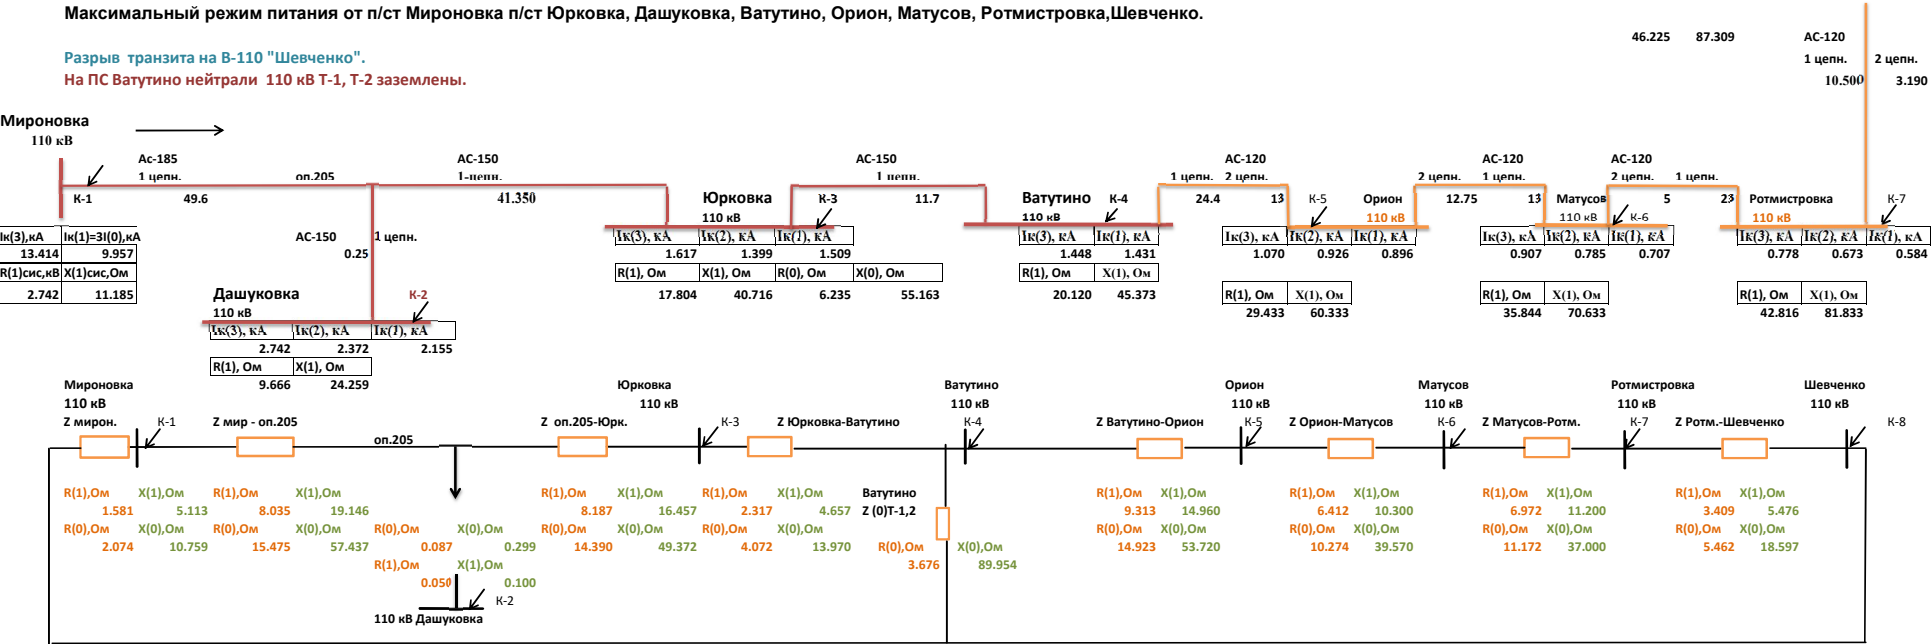 Максимальный режим питания от п/ст Мироновка п/ст Юрковка, Дашуковка, Ватутино, Орион, Матусов, Ротмистровка,Шевченко.
46.225 87.309 АС-120
Разрыв транзита на В-110 "Шевченко".
1 цепн. 2 цепн.
На ПС Ватутино нейтрали 110 кВ Т-1, Т-2 заземлены.
10.500 3.190
Мироновка
110 кВ
Ас-185 АС-150 АС-150 АС-120 АС-120 АС-120
1 цепн. оп.205 1-цепн. 1 цепн. 1 цепн. 2 цепн. 2 цепн. 1 цепн. 2 цепн. 1 цепн.
К-1 49.6 41.350 Юрковка К-3 11.7 Ватутино К-4 24.4 13 К-5 Орион 12.75 13 Матусов 5 23 Ротмистровка К-7
110 кВ 110 кВ 110 кВ 110 кВ К-6 110 кВ
Iк(3),кА Iк(1)=3I(0),кА АС-150 1 цепн. Iк(3), кА Iк(2), кА Iк(1), кА Iк(3), кА Iк(1), кА Iк(3), кА Iк(2), кА Iк(1), кА Iк(3), кА Iк(2), кА Iк(1), кА Iк(3), кА Iк(2), кА Iк(1), кА
13.414 9.957 0.25 1.617 1.399 1.509 1.448 1.431 1.070 0.926 0.896 0.907 0.785 0.707 0.778 0.673 0.584
R(1)сис,кВ X(1)сис,Ом R(1), Ом X(1), Ом R(0), Ом X(0), Ом R(1), Ом X(1), Ом
2.742 11.185 17.804 40.716 6.235 55.163 20.120 45.373 R(1), Ом X(1), Ом R(1), Ом X(1), Ом R(1), Ом X(1), Ом
Дашуковка К-2 29.433 60.333 35.844 70.633 42.816 81.833
110 кВ
Iк(3), кА Iк(2), кА Iк(1), кА
2.742 2.372 2.155
R(1), Ом X(1), Ом
9.666 24.259
Мироновка Юрковка Ватутино Орион Матусов Ротмистровка Шевченко
110 кВ 110 кВ 110 кВ 110 кВ 110 кВ 110 кВ 110 кВ
Z мирон. К-1 Z мир - оп.205 Z оп.205-Юрк. К-3 Z Юрковка-Ватутино К-4 Z Ватутино-Орион К-5 Z Орион-Матусов К-6 Z Матусов-Ротм. К-7 Z Ротм.-Шевченко К-8
оп.205
R(1),Ом X(1),Ом R(1),Ом X(1),Ом R(1),Ом X(1),Ом R(1),Ом X(1),Ом Ватутино R(1),Ом X(1),Ом R(1),Ом X(1),Ом R(1),Ом X(1),Ом R(1),Ом X(1),Ом
1.581 5.113 8.035 19.146 8.187 16.457 2.317 4.657 Z (0)Т-1,2 9.313 14.960 6.412 10.300 6.972 11.200 3.409 5.476
R(0),Ом X(0),Ом R(0),Ом X(0),Ом R(0),Ом X(0),Ом R(0),Ом X(0),Ом R(0),Ом X(0),Ом R(0),Ом X(0),Ом R(0),Ом X(0),Ом R(0),Ом X(0),Ом R(0),Ом X(0),Ом
2.074 10.759 15.475 57.437 0.087 0.299 14.390 49.372 4.072 13.970 R(0),Ом X(0),Ом 14.923 53.720 10.274 39.570 11.172 37.000 5.462 18.597
R(1),Ом X(1),Ом 3.676 89.954
0.050 0.100
К-2
110 кВ Дашуковка